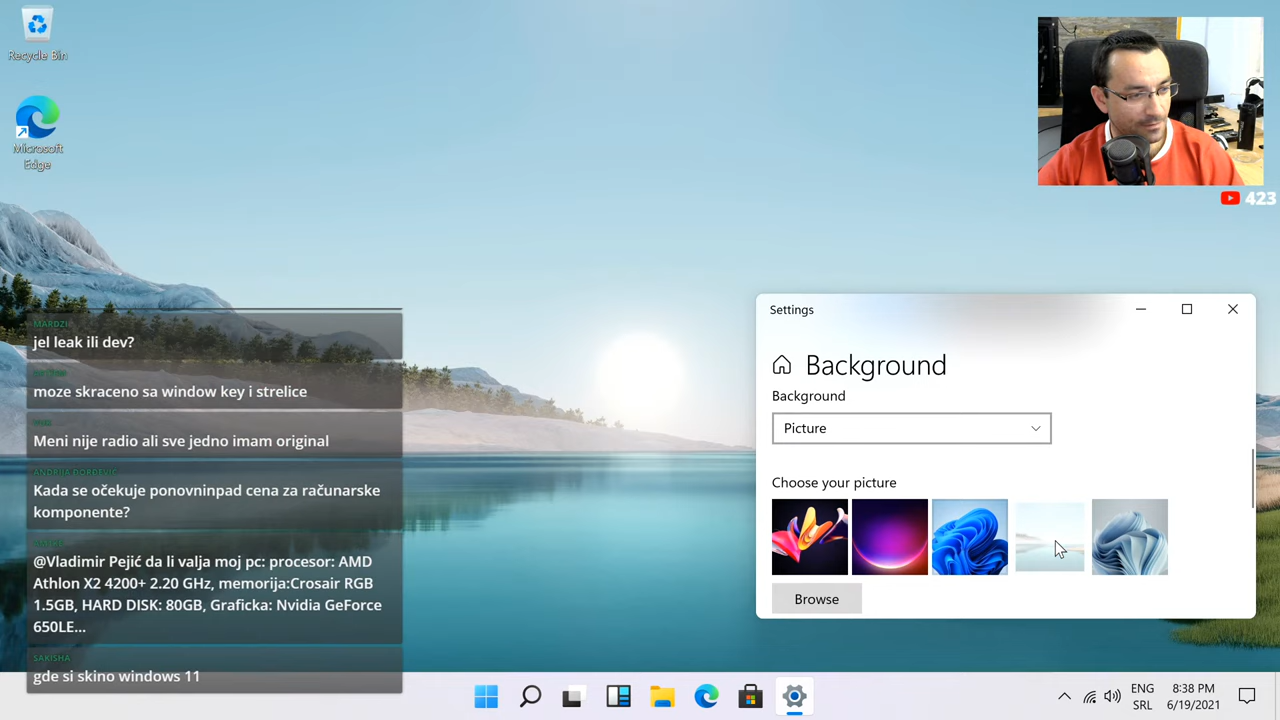 Recycle Bin
Microsoft
Edge
423
MARDZI
jel leak ili dev?
moze skraceno sa window key i strelice
Meni nije radio ali sve jedno imam original
ANDRIJA ĐORĐEVIĆ
Kada se očekuje ponovninpad cena za računarske
komponente?
@Vladimir Pejić da li valja moj pc: procesor: AMD
Athlon X2 4200+ 2.20 GHz, memorija:Crosair RGB
1.5GB, HARD DISK: 80GB, Graficka: Nvidia GeForce
650LE...
SAKISHA
gde si skino windows 11
Settings
Background
Background
Picture
Choose your picture
Browse
ENG
SRL
8:38 PM
6/19/2021